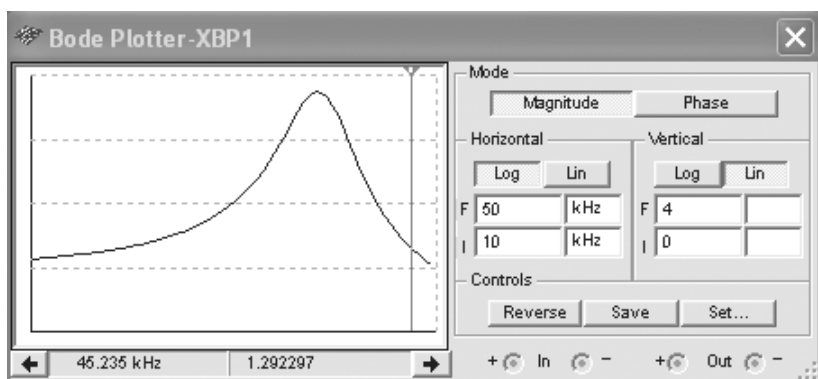 Bode Plotter-XBP1
Mode
Magnitude Phase
Horizontal Vertical
Log Lin Log Lin
F 50 kHz F 4
I 10 kHz I 0
Controls
Reverse Save Set...
45.235 kHz 1.292297 + In - + Out -